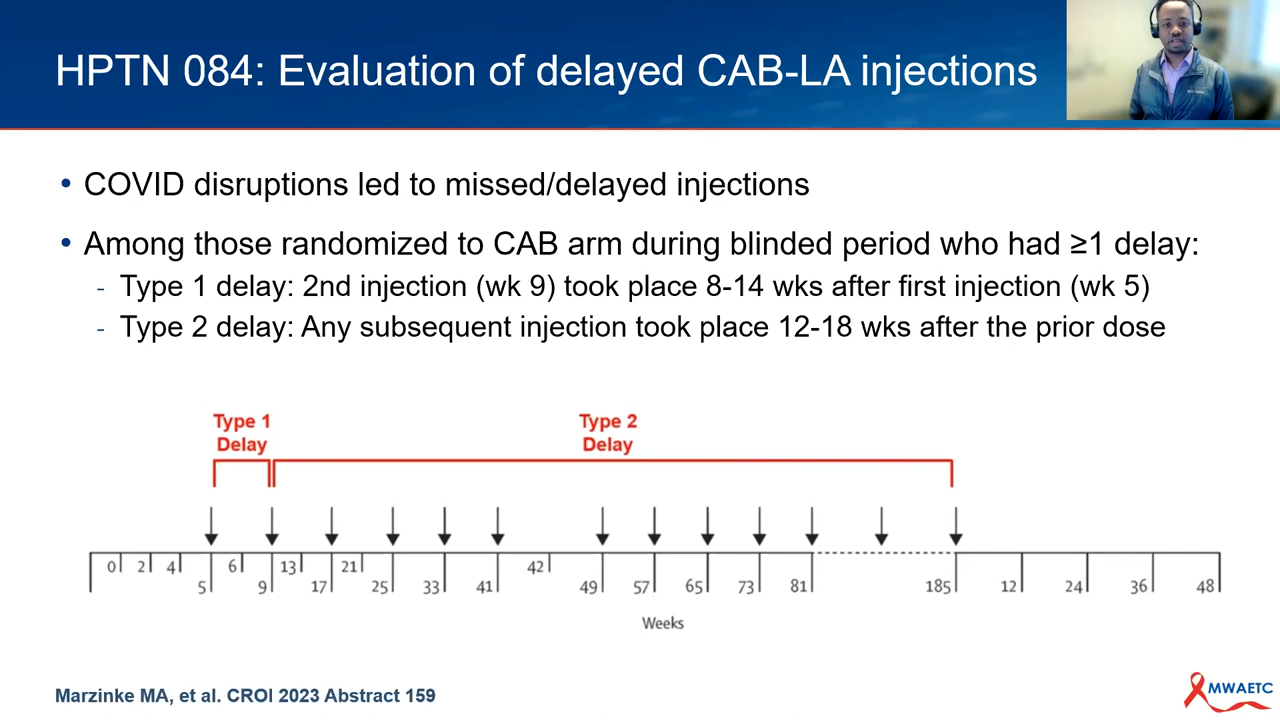 HPTN 084: Evaluation of delayed CAB-LA injections
• COVID disruptions led to missed/delayed injections
• Among those randomized to CAB arm during blinded period who had ≥1 delay:
- Type 1 delay: 2nd injection (wk 9) took place 8-14 wks after first injection (wk 5)
- Type 2 delay: Any subsequent injection took place 12-18 wks after the prior dose
Type 1
Delay
Type 2
Delay
0 2 4 6 13 21 42
5 9 17 25 33 41 49 57 65 73 81 185 12 24 36 48
Weeks
Marzinke MA, et al. CROI 2023 Abstract 159
MWAETC